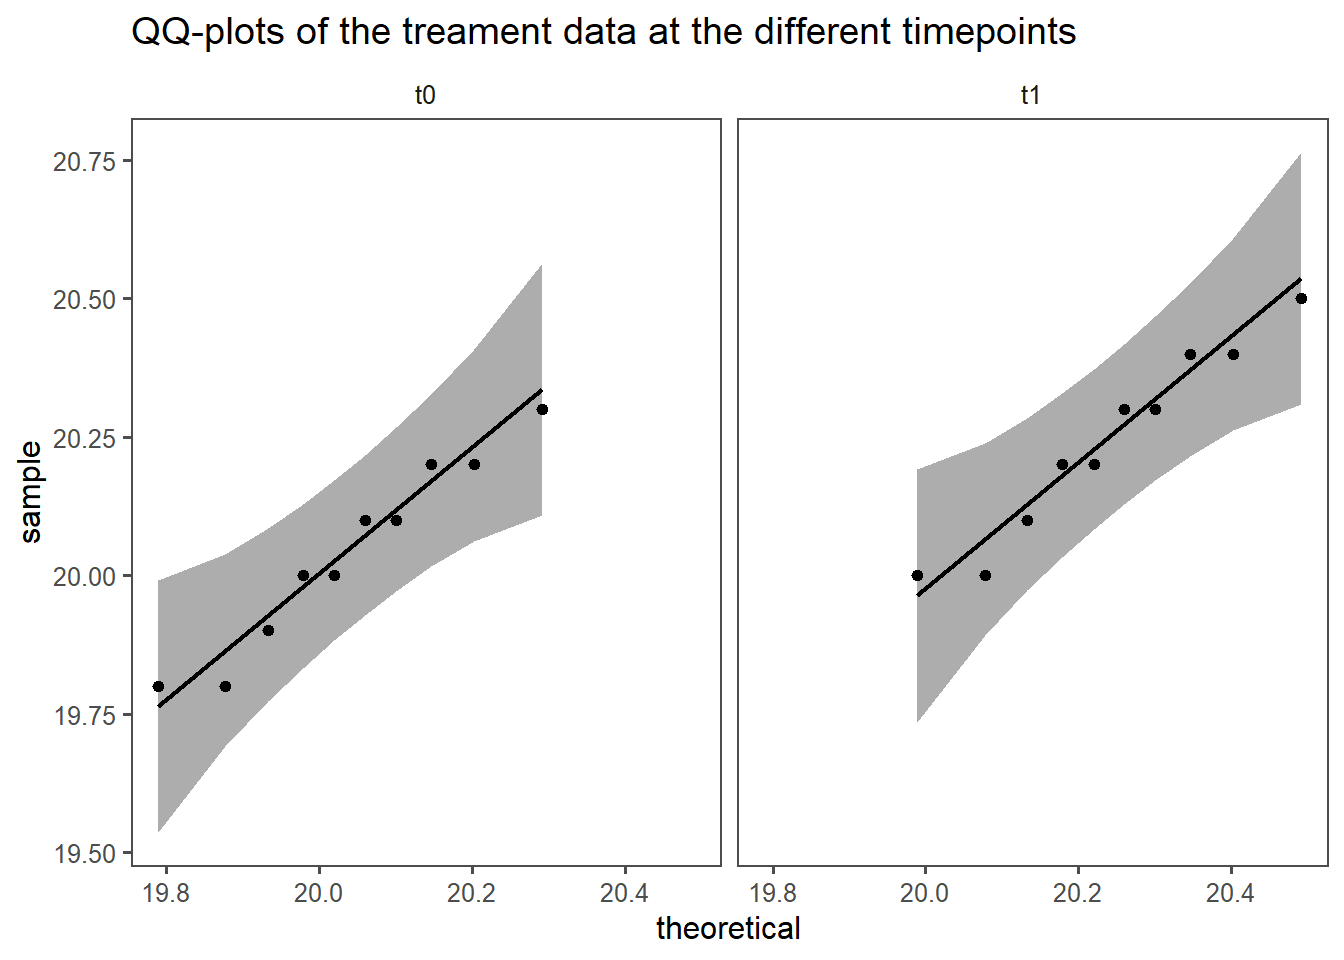 QQ-plots of the treament data at the different timepoints
t0
t1
20.75
20.50
20.25
20.00
19.75
19.50
sample
19.8
20.0
20.2
20.4
19.8
20.0
20.2
20.4
theoretical